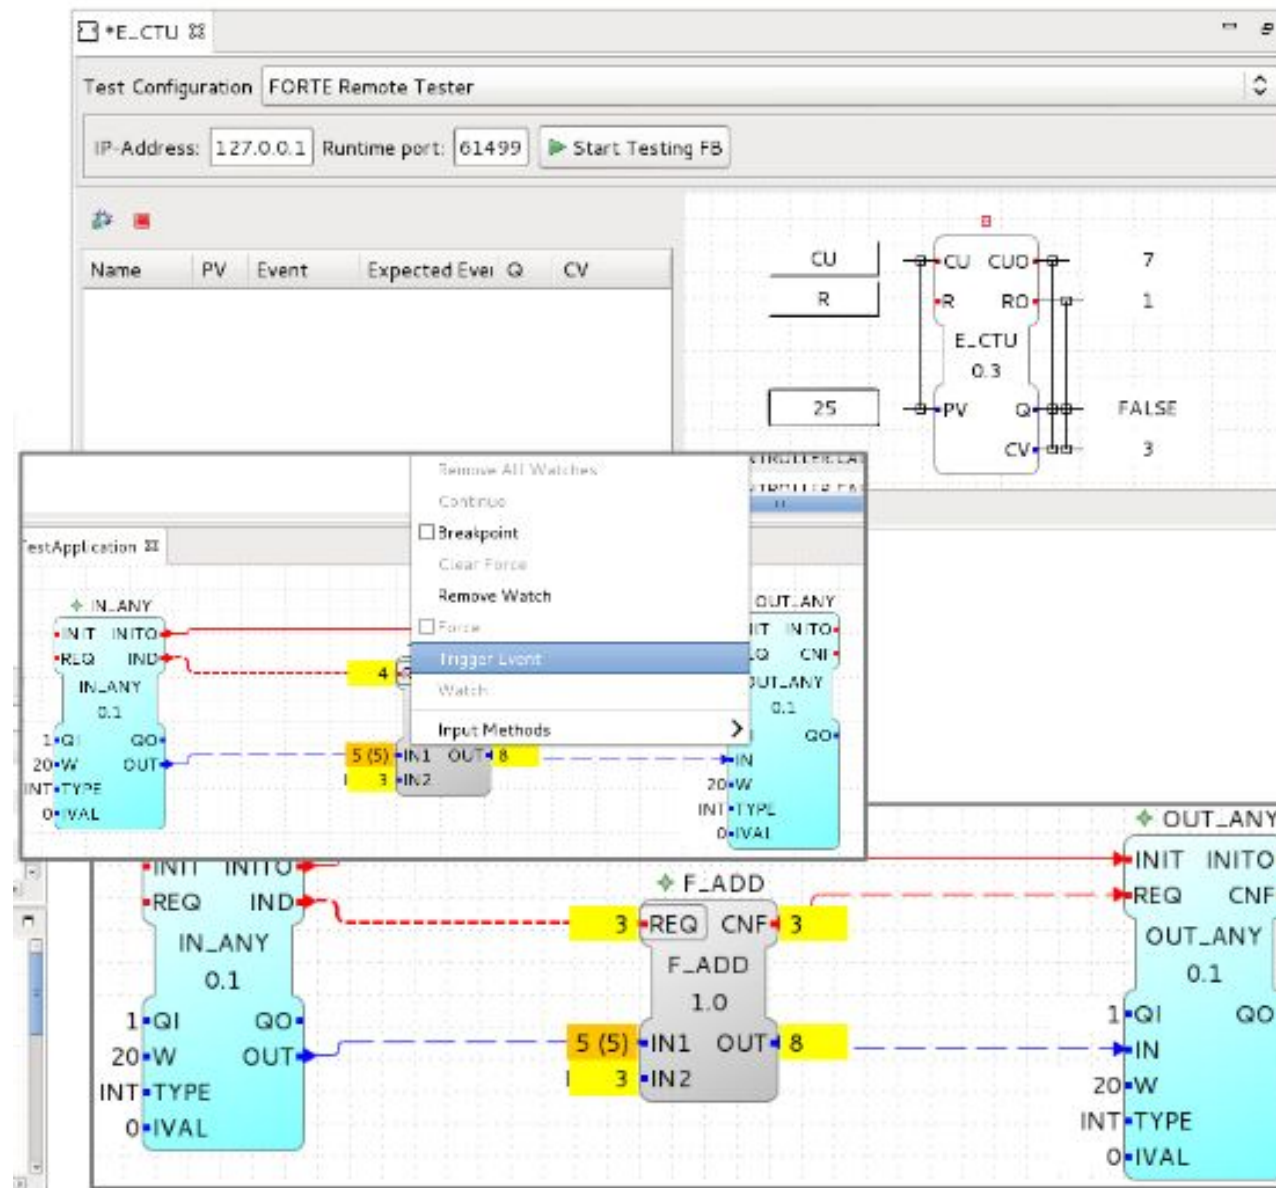 *E_CTU
Test Configuration FORTE Remote Tester
IP-Address: 127.0.0.1 Runtime port: 61499 Start Testing FB
Name PV Event Expected Eve Q CV
CU CU CUO 7
R R RO 1
E_CTU
0.3
25 PV Q FALSE
CV 3
Remove All Watches
Continue
Breakpoint
Clear Force
Remove Watch
Force
Trigger Event
Watch
Input Methods
estApplication
IN_ANY
INIT INITO
REQ IND
IN_ANY
0.1
1 QI QO
20 W OUT
INT TYPE
0 IVAL
4
5 (5) IN1 OUT 8
3 IN2
OUT_ANY
IT INITO
CNF
OUT_ANY
0.1
QO
IN
20 W
INT TYPE
0 IVAL
INIT INITO
REQ IND
IN_ANY
0.1
1 QI QO
20 W OUT
INT TYPE
0 IVAL
F_ADD
3 REQ CNF 3
F_ADD
1.0
5 (5) IN1 OUT 8
3 IN2
OUT_ANY
INIT INITO
REQ CNF
OUT_ANY
0.1
1 QI QO
IN
20 W
INT TYPE
0 IVAL